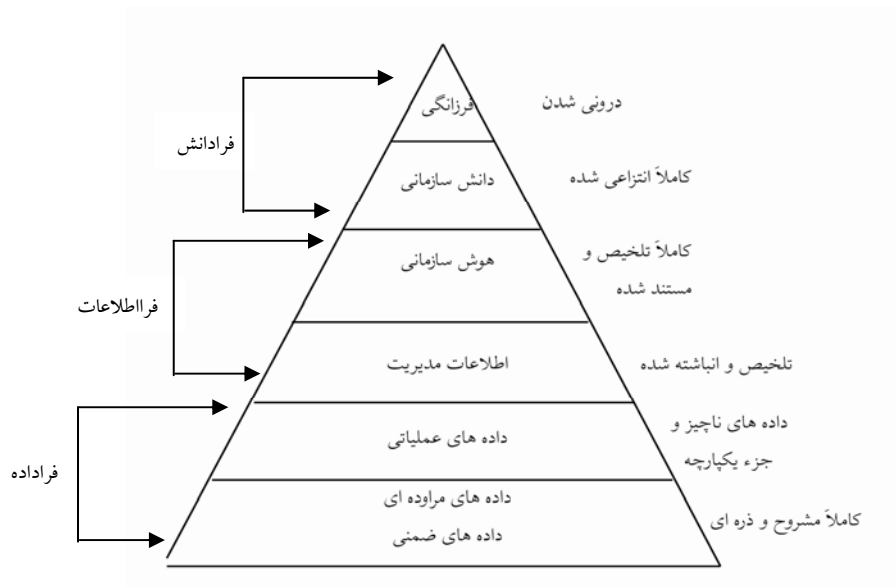 فرزانگی
درونی شدن
فرادانش
دانش سازمانی
کاملاً انتزاعی شده
هوش سازمانی
کاملاً تلخیص و
مستند شده
فرااطلاعات
اطلاعات مدیریت
تلخیص و انباشته شده
داده های عملیاتی
داده های ناچیز و
جزء یکپارچه
فراداده
داده های مراوده ای
داده های ضمنی
کاملاً مشروح و ذره ای